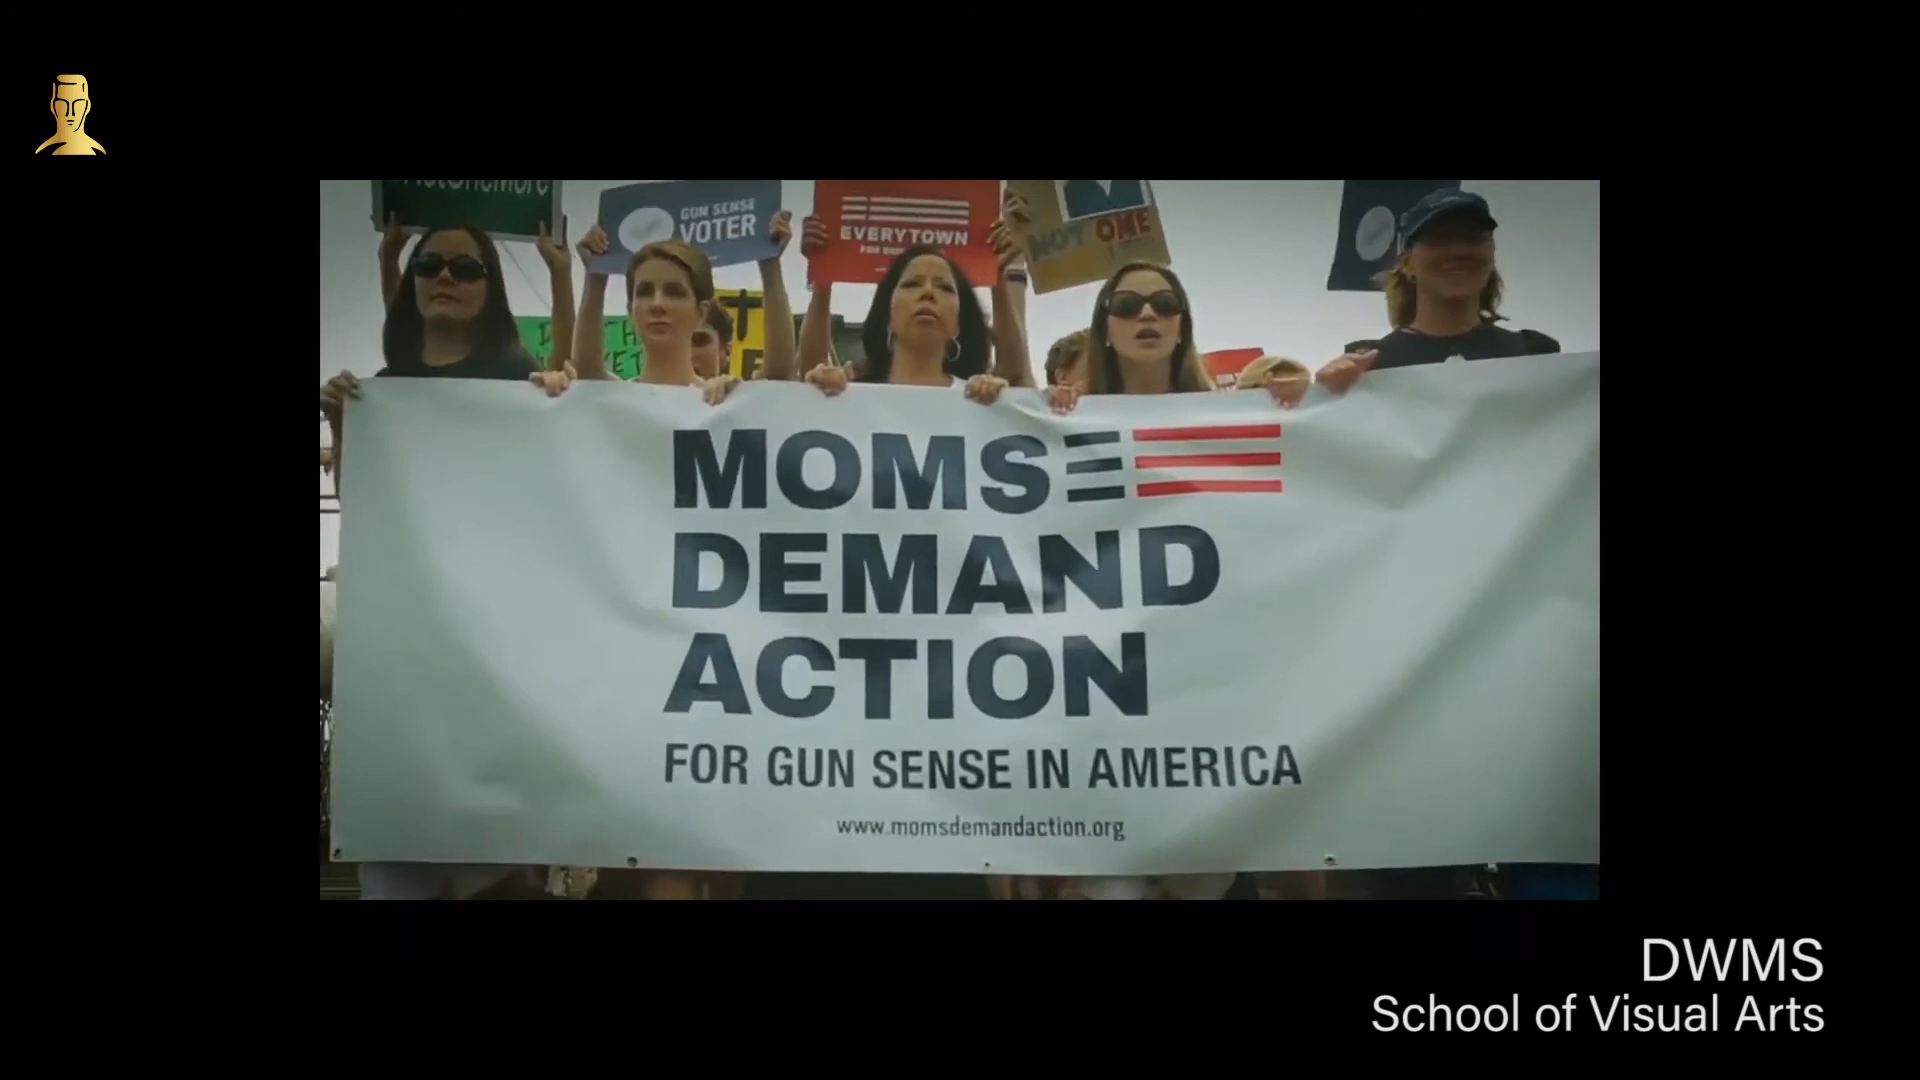 GUN SENSE
VOTER
EVERYTOWN
NOT ONE
MOMS
DEMAND
ACTION
FOR GUN SENSE IN AMERICA
www.momsdemandaction.org
DWMS
School of Visual Arts